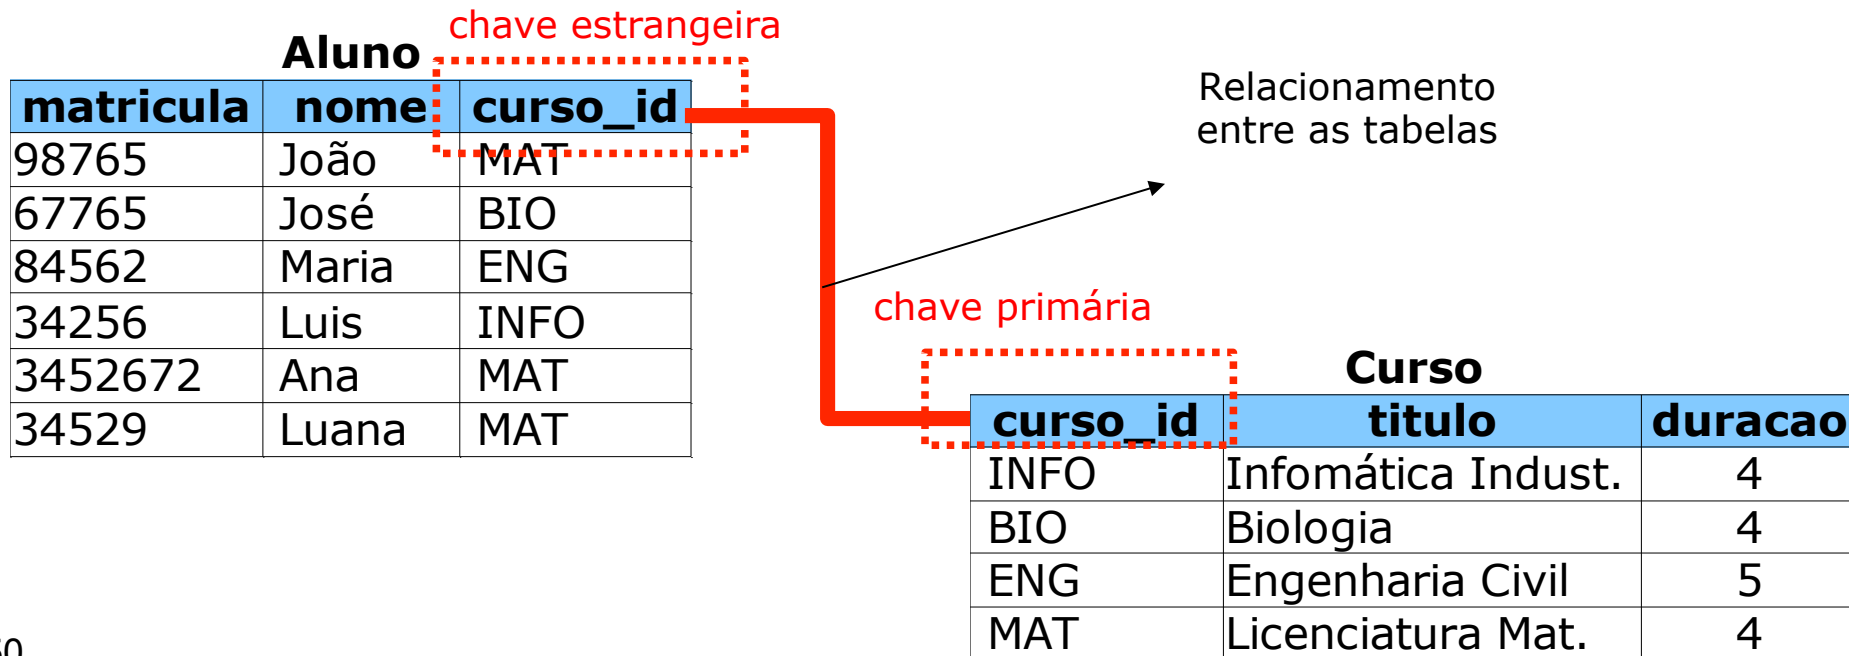 chave estrangeira
Aluno
matricula nome curso_id
98765 João MAT
67765 José BIO
84562 Maria ENG
34256 Luis INFO
3452672 Ana MAT
34529 Luana MAT
Relacionamento
entre as tabelas
chave primária
Curso
curso_id titulo duracao
INFO Infomática Indust. 4
BIO Biologia 4
ENG Engenharia Civil 5
MAT Licenciatura Mat. 4